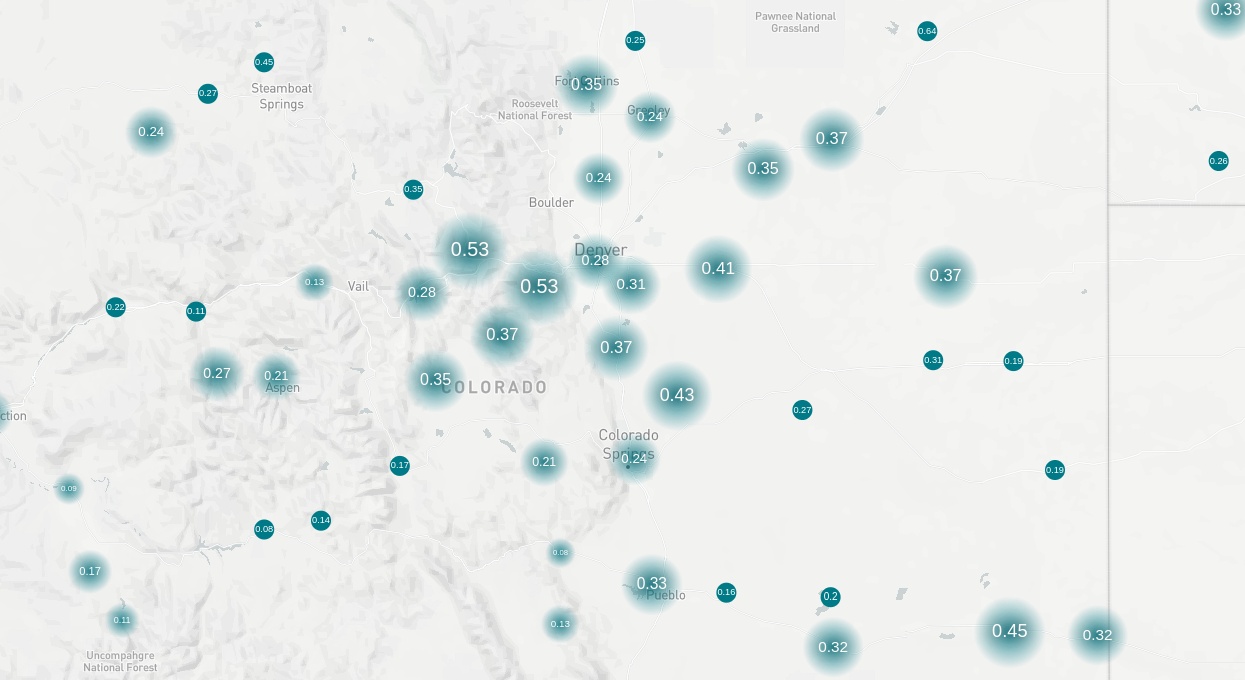 0.33
Pawnee National
Grassland
0.64
0.25
0.45
0.27
Steamboat
Springs
0.35
Roosevelt
National Forest
Greeley
0.24
0.24
0.37
0.35
0.26
0.24
0.35
Boulder
0.53
Denver
0.28
0.41
0.37
0.13
Vail
0.28
0.53
0.31
0.22
0.11
0.37
0.37
0.31
0.19
0.27
0.21
Aspen
0.35
COLORADO
0.43
0.27
ction
Colorado
Springs
0.24
0.21
0.17
0.19
0.09
0.14
0.08
0.08
0.17
0.33
Pueblo
0.16
0.2
0.11
0.13
0.45
0.32
0.32
Uncompahgre
National Forest